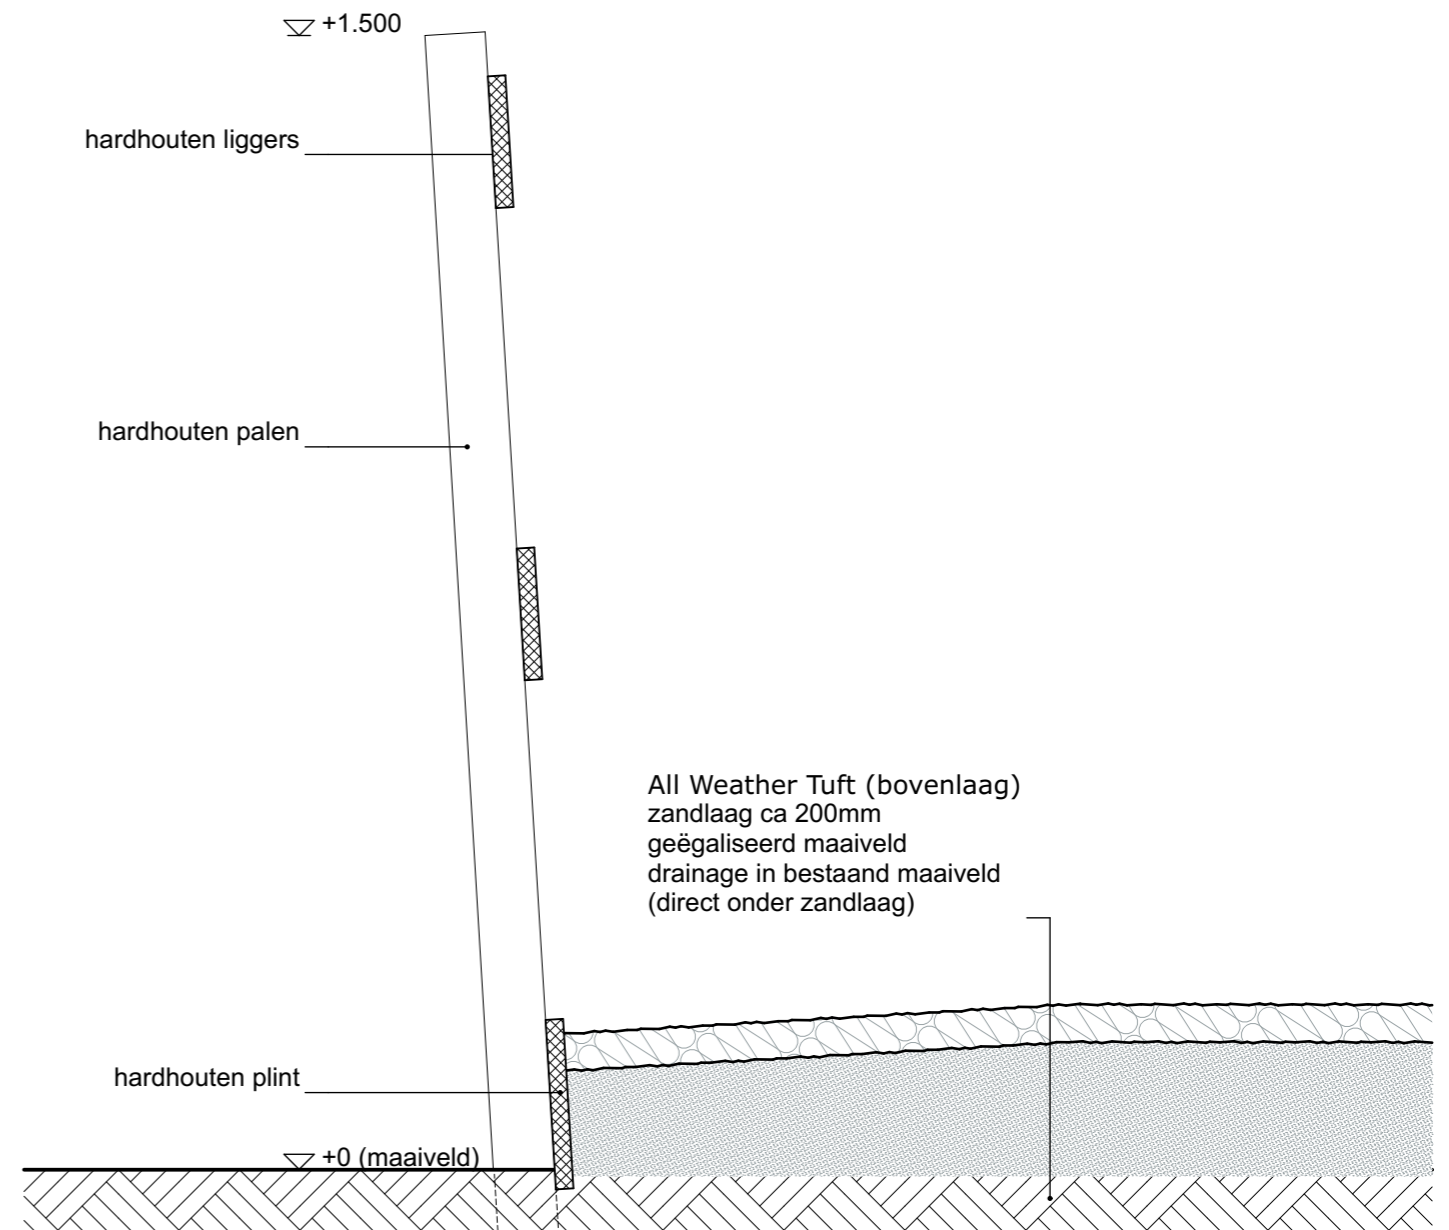 +1.500
hardhouten liggers
hardhouten palen
All Weather Tuft (bovenlaag)
zandlaag ca 200mm
geëgaliseerd maaiveld
drainage in bestaand maaiveld
(direct onder zandlaag)
hardhouten plint
+0 (maaiveld)